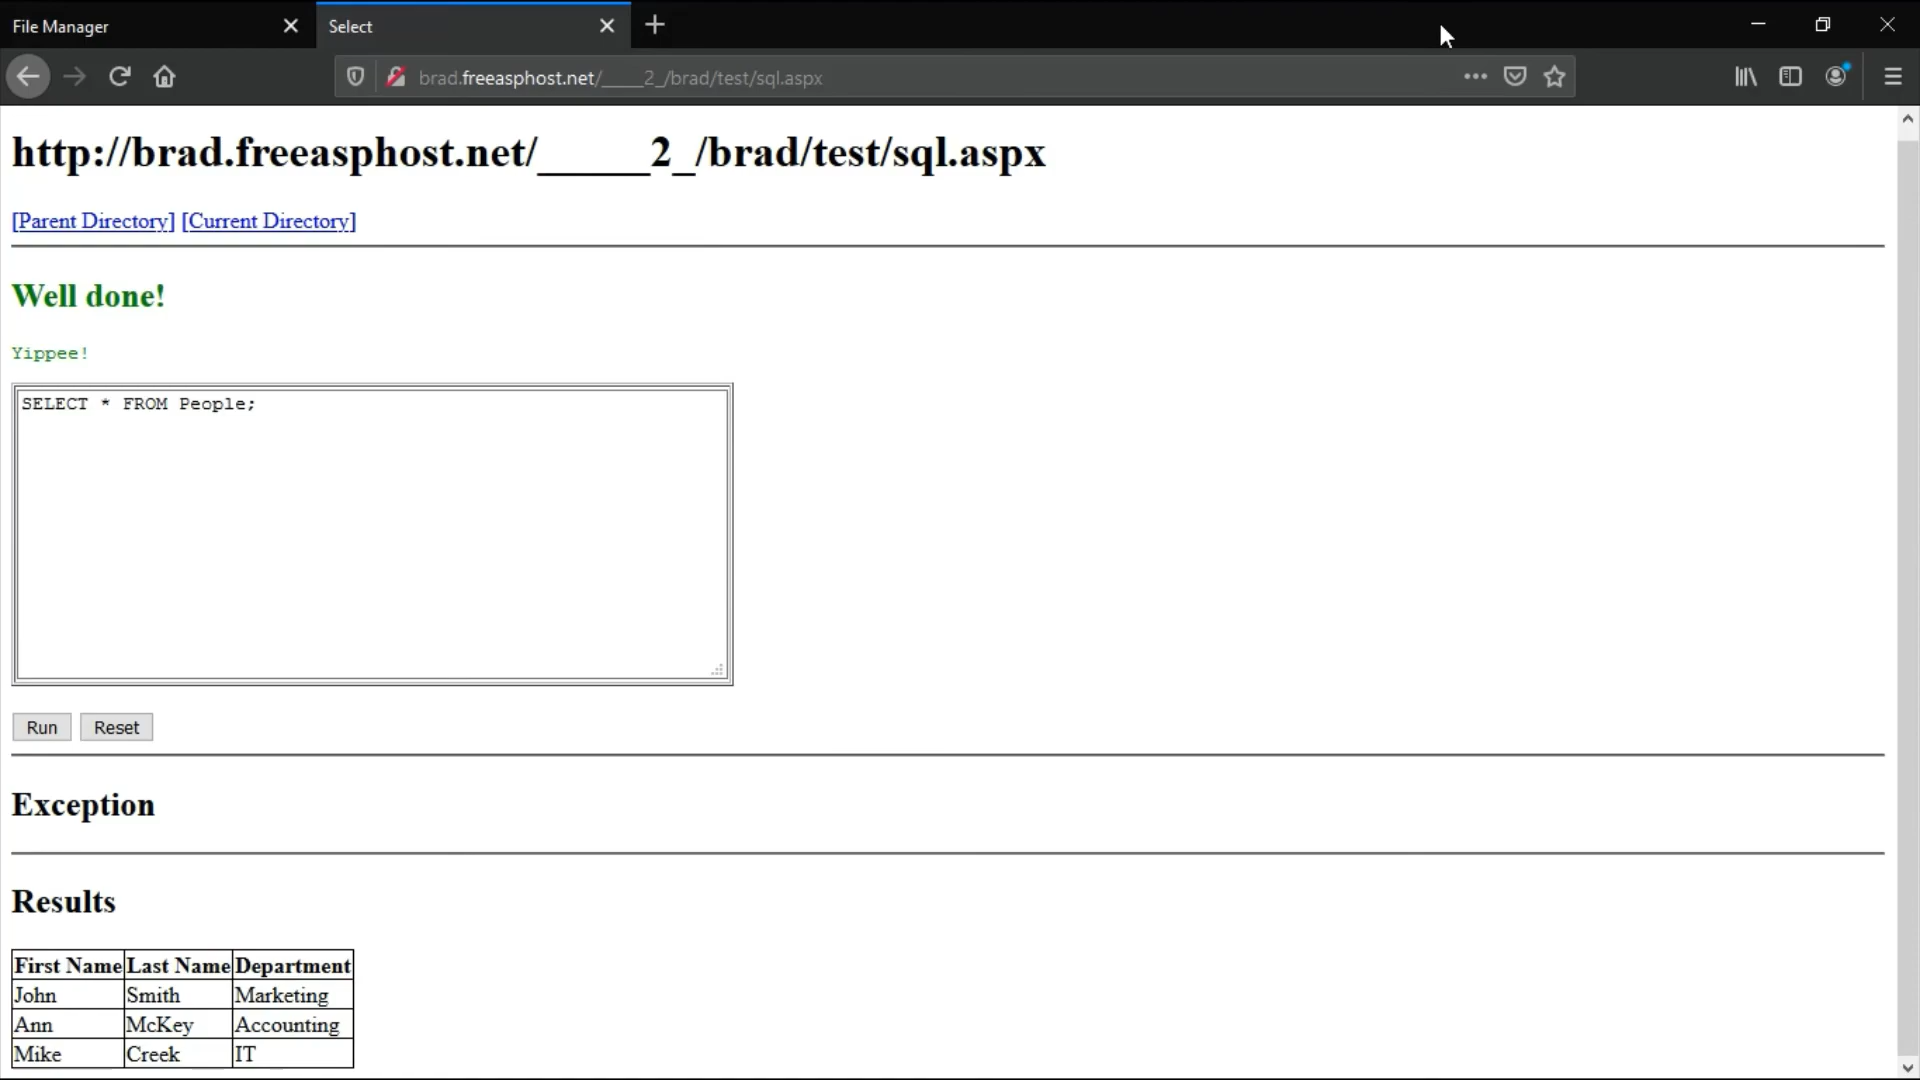 File Manager
Select
brad.freeasphost.net/_____2_/brad/test/sql.aspx
http://brad.freeasphost.net/_____2_/brad/test/sql.aspx
[Parent Directory] [Current Directory]
Well done!
Yippee!
SELECT * FROM People;
Run Reset
Exception
Results
First Name Last Name Department
John Smith Marketing
Ann McKey Accounting
Mike Creek IT